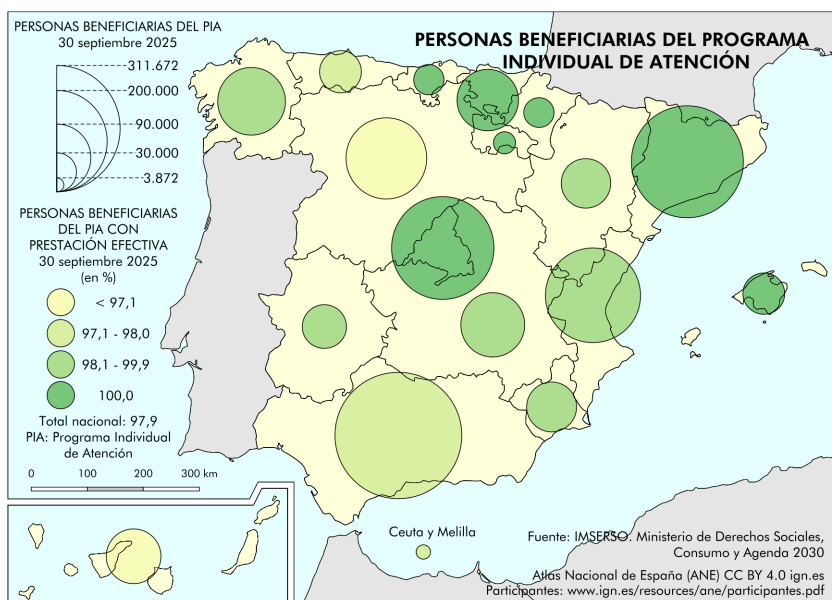 PERSONAS BENEFICIARIAS DEL PIA
30 septiembre 2025
311.672
200.000
90.000
30.000
3.872
PERSONAS BENEFICIARIAS
DEL PIA CON
PRESTACIÓN EFECTIVA
30 septiembre 2025
(en %)
< 97,1
97,1 - 98,0
98,1 - 99,9
100,0
Total nacional: 97,9
PIA: Programa Individual
de Atención
0 100 200 300 km
PERSONAS BENEFICIARIAS DEL PROGRAMA
INDIVIDUAL DE ATENCIÓN
Ceuta y Melilla
Fuente: IMSERSO. Ministerio de Derechos Sociales,
Consumo y Agenda 2030
Atlas Nacional de España (ANE) CC BY 4.0 ign.es
Participantes: www.ign.es/resources/ane/participantes.pdf